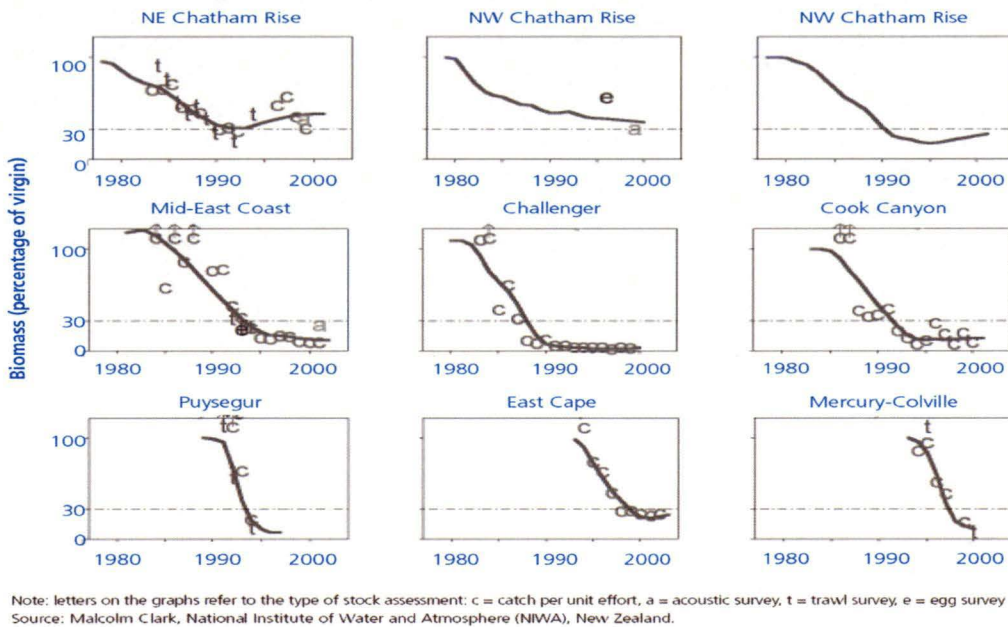 NE Chatham Rise NW Chatham Rise NW Chatham Rise
100
30
0
1980 1990 2000 1980 1990 2000 1980 1990 2000
Mid-East Coast Challenger Cook Canyon
Biomass (percentage of virgin)
100
30
0
1980 1990 2000 1980 1990 2000 1980 1990 2000
Puysegur East Cape Mercury-Colville
100
30
0
1980 1990 2000 1980 1990 2000 1980 1990 2000
Note: letters on the graphs refer to the type of stock assessment: c = catch per unit effort, a = acoustic survey, t = trawl survey, e = egg survey
Source: Malcolm Clark, National Institute of Water and Atmosphere (NIWA), New Zealand.